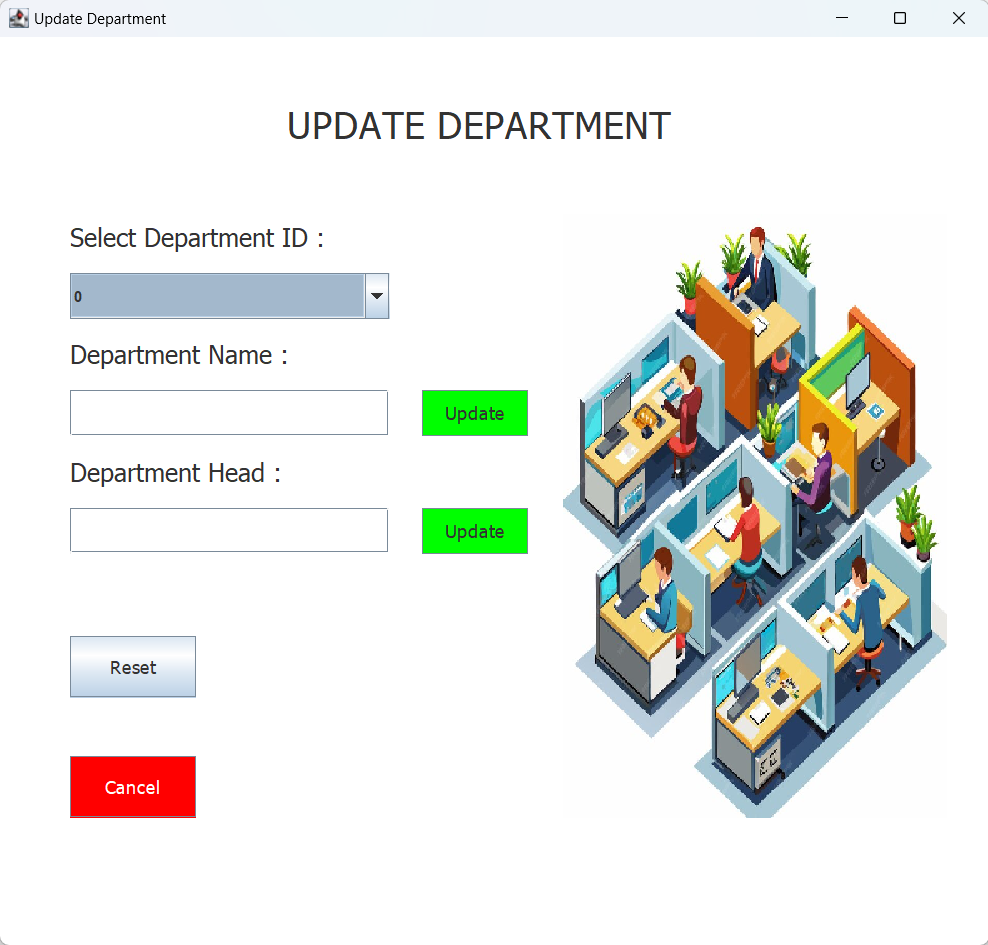 Update Department
UPDATE DEPARTMENT
Select Department ID :
0
Department Name :
Update
Department Head :
Update
Reset
Cancel